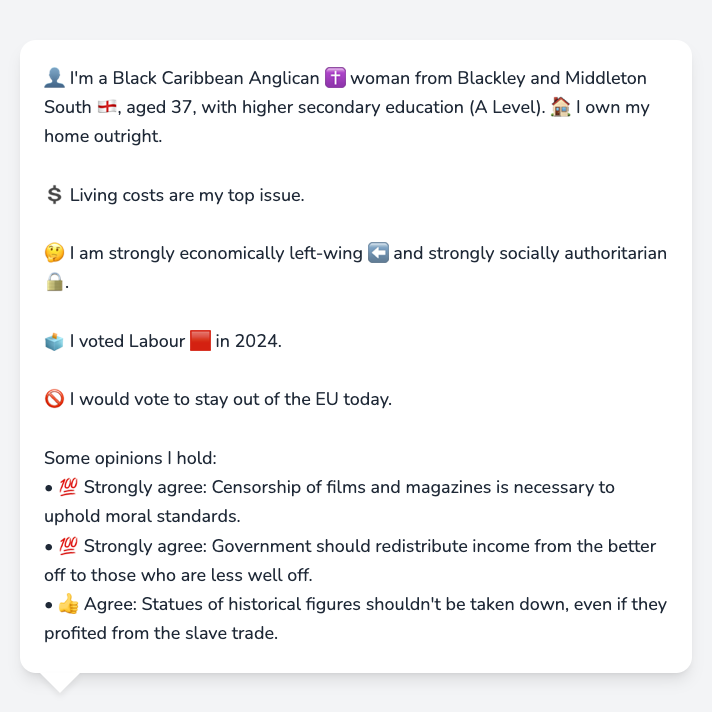 👤 I'm a Black Caribbean Anglican ✝️ woman from Blackley and Middleton
South 🏴󠁧󠁢󠁥󠁮󠁧󠁿, aged 37, with higher secondary education (A Level). 🏠 I own my
home outright.
💲 Living costs are my top issue.
🤔 I am strongly economically left-wing ⬅️ and strongly socially authoritarian
🔒.
🗳️ I voted Labour 🟥 in 2024.
🚫 I would vote to stay out of the EU today.
Some opinions I hold:
• 💯 Strongly agree: Censorship of films and magazines is necessary to
uphold moral standards.
• 💯 Strongly agree: Government should redistribute income from the better
off to those who are less well off.
• 👍 Agree: Statues of historical figures shouldn't be taken down, even if they
profited from the slave trade.